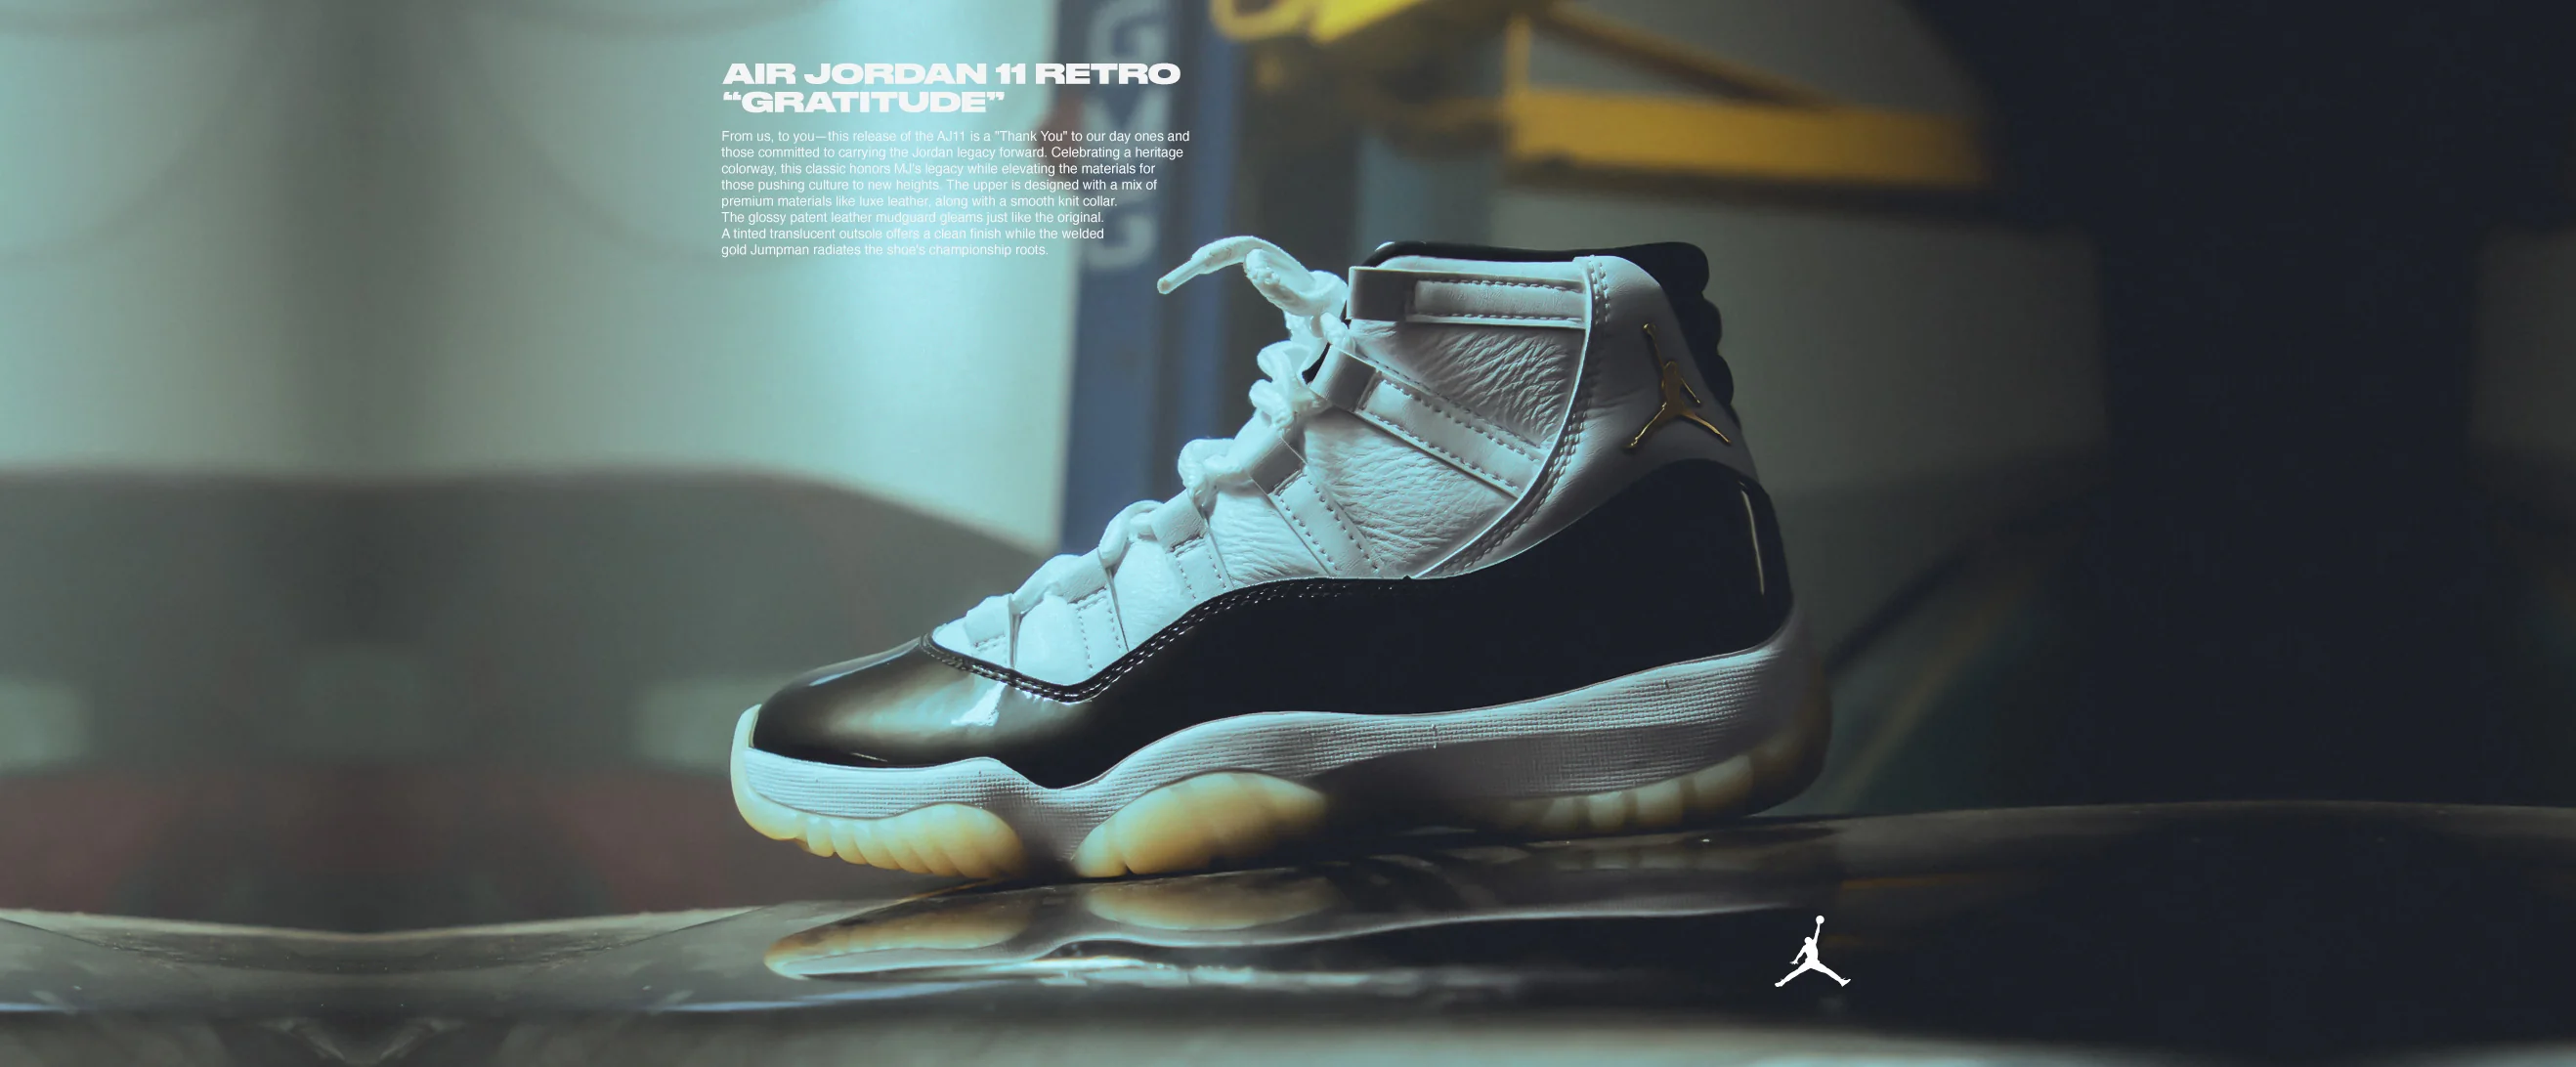 AIR JORDAN 11 RETRO
“GRATITUDE”
From us, to you—this release of the AJ11 is a "Thank You" to our day ones and
those committed to carrying the Jordan legacy forward. Celebrating a heritage
colorway, this classic honors MJ's legacy while elevating the materials for
those pushing culture to new heights. The upper is designed with a mix of
premium materials like luxe leather, along with a smooth knit collar.
The glossy patent leather mudguard gleams just like the original.
A tinted translucent outsole offers a clean finish while the welded
gold Jumpman radiates the shoe's championship roots.